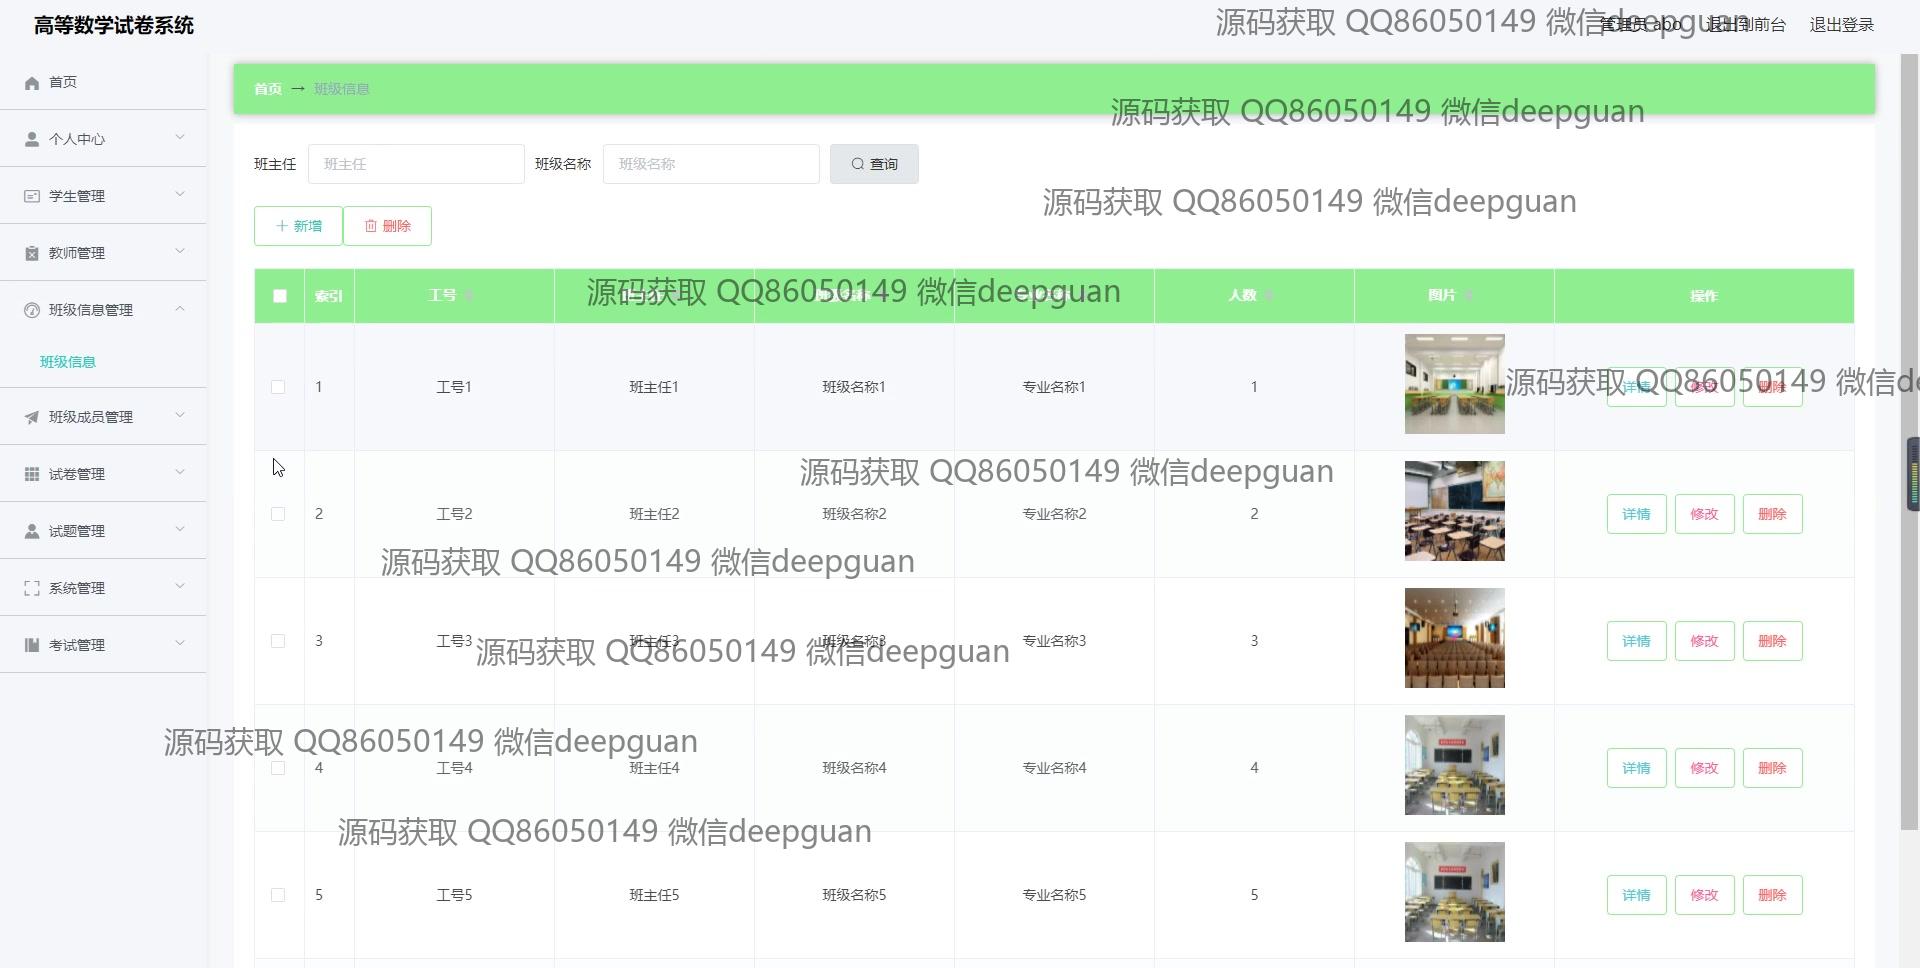 高等数学试卷系统
源码获取 QQ86050149 微信deepguan
管理员 abo 退出到前台 退出登录
首页
个人中心
学生管理
教师管理
班级信息管理
班级信息
班级成员管理
试卷管理
试题管理
系统管理
考试管理
首页 → 班级信息
源码获取 QQ86050149 微信deepguan
班主任 班主任 班级名称 班级名称 查询
源码获取 QQ86050149 微信deepguan
新增 删除
索引 工号 班级名称 人数 图片 操作
源码获取 QQ86050149 微信deepguan
1 工号1 班主任1 班级名称1 专业名称1 1 详情 修改 删除
源码获取 QQ86050149 微信de
源码获取 QQ86050149 微信deepguan
2 工号2 班主任2 班级名称2 专业名称2 2 详情 修改 删除
源码获取 QQ86050149 微信deepguan
3 工号3 班主任3 班级名称3 专业名称3 3 详情 修改 删除
源码获取 QQ86050149 微信deepguan
源码获取 QQ86050149 微信deepguan
4 工号4 班主任4 班级名称4 专业名称4 4 详情 修改 删除
源码获取 QQ86050149 微信deepguan
5 工号5 班主任5 班级名称5 专业名称5 5 详情 修改 删除